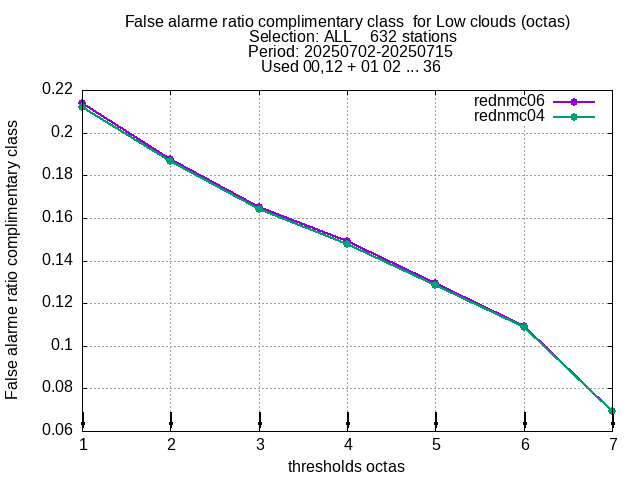 False alarme ratio complimentary class  for Low clouds (octas)
Selection: ALL    632 stations
Period: 20250702-20250715
Used 00,12 + 01 02 ... 36
rednmc06
rednmc04
False alarme ratio complimentary class
0.22
0.2
0.18
0.16
0.14
0.12
0.1
0.08
0.06
1 2 3 4 5 6 7
thresholds octas